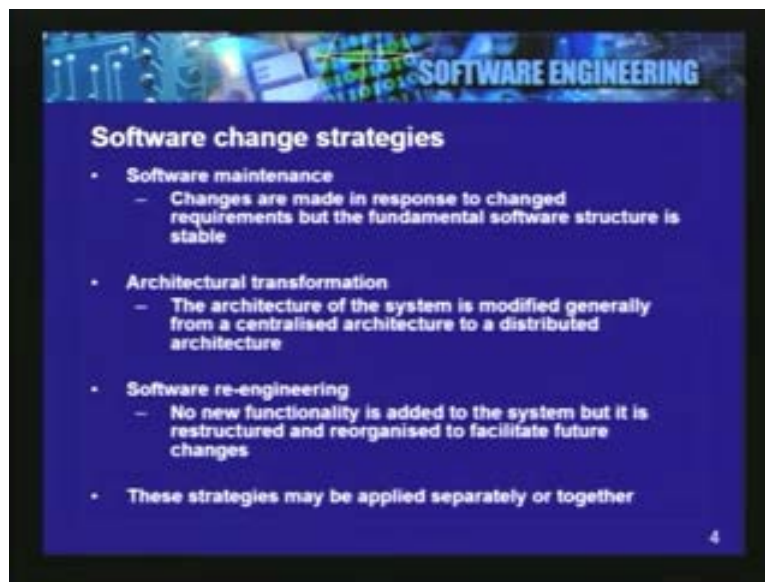 SOFTWARE ENGINEERING
Software change strategies
• Software maintenance
– Changes are made in response to changed
requirements but the fundamental software structure is
stable
• Architectural transformation
– The architecture of the system is modified generally
from a centralised architecture to a distributed
architecture
• Software re-engineering
– No new functionality is added to the system but it is
restructured and reorganised to facilitate future
changes
• These strategies may be applied separately or together
4